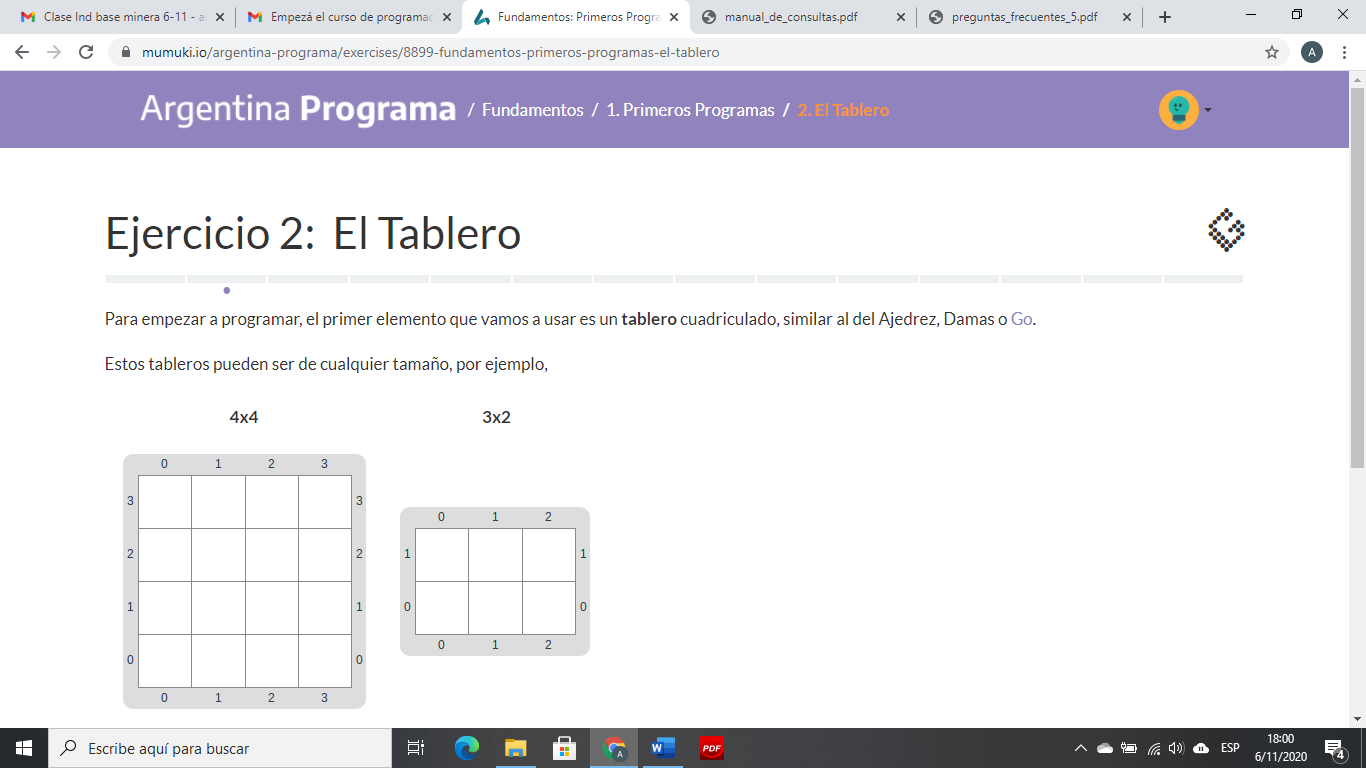 Clase Ind base minera 6-11 - a
Empezá el curso de programac
Fundamentos: Primeros Progra
manual_de_consultas.pdf
preguntas_frecuentes_5.pdf
mumuki.io/argentina-programa/exercises/8899-fundamentos-primeros-programas-el-tablero
A
Argentina Programa / Fundamentos / 1. Primeros Programas / 2. El Tablero
Ejercicio 2: El Tablero
Para empezar a programar, el primer elemento que vamos a usar es un tablero cuadriculado, similar al del Ajedrez, Damas o Go.
Estos tableros pueden ser de cualquier tamaño, por ejemplo,
4x4
0 1 2 3
3 3
2 2
1 1
0 0
0 1 2 3
3x2
0 1 2
1 1
0 0
0 1 2
Escribe aquí para buscar
A
W
PDF
ESP
18:00
6/11/2020
4